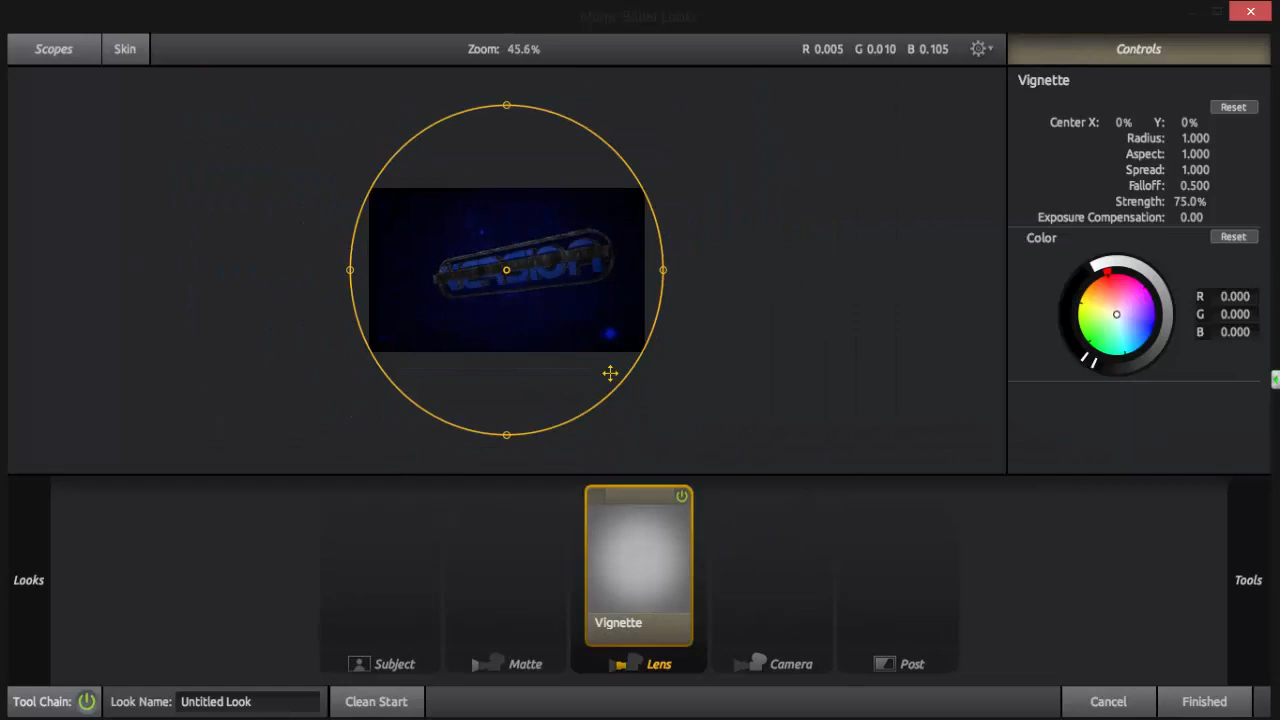 Magic Bullet Looks
Scopes
Skin
Zoom: 45.6%
R 0.005 G 0.010 B 0.105
Controls
Vignette
Reset
Center X: 0% Y: 0%
Radius: 1.000
Aspect: 1.000
Spread: 1.000
Falloff: 0.500
Strength: 75.0%
Exposure Compensation: 0.00
Color
Reset
R 0.000
G 0.000
B 0.000
Looks
Vignette
Tools
Subject
Matte
Lens
Camera
Post
Tool Chain:
Look Name: Untitled Look
Clean Start
Cancel
Finished